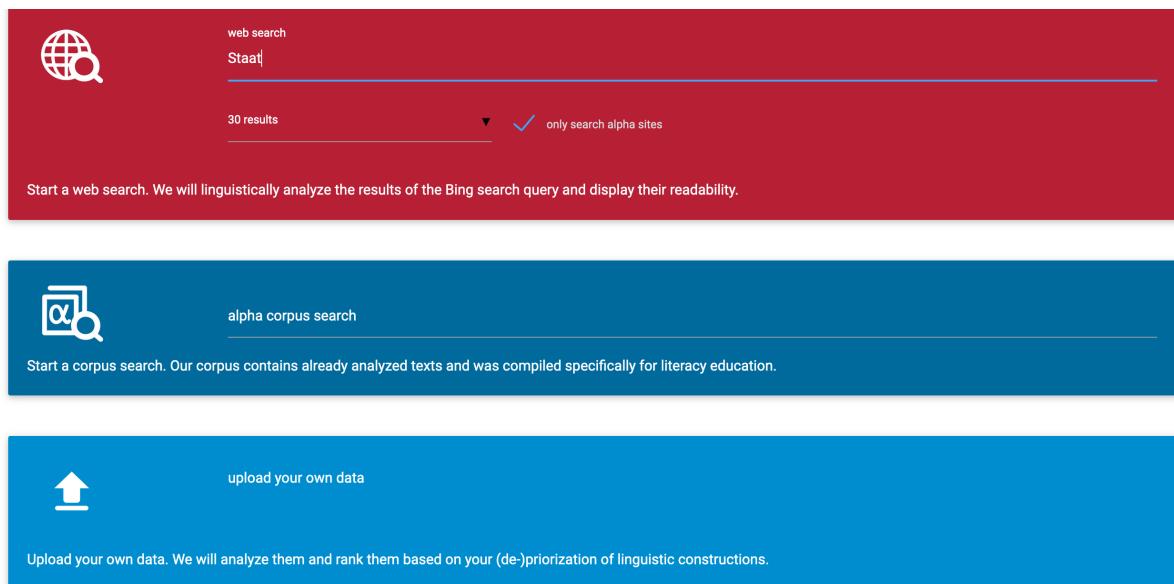 web search
Staat
30 results
only search alpha sites
Start a web search. We will linguistically analyze the results of the Bing search query and display their readability.
α
alpha corpus search
Start a corpus search. Our corpus contains already analyzed texts and was compiled specifically for literacy education.
upload your own data
Upload your own data. We will analyze them and rank them based on your (de-)priorization of linguistic constructions.